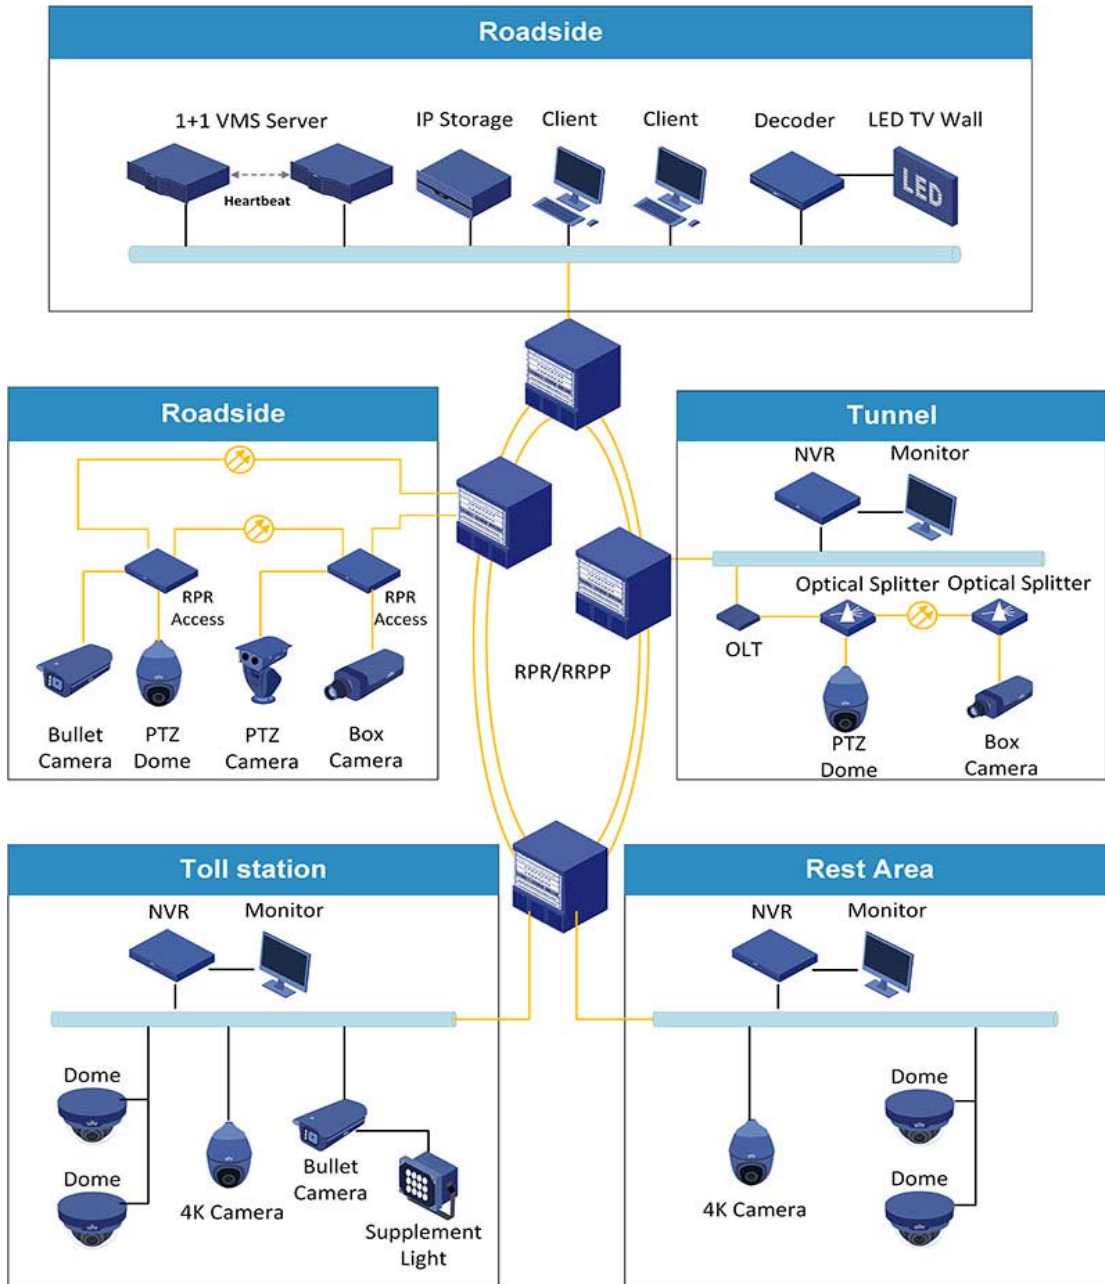 Roadside
1+1 VMS Server
IP Storage
Client
Client
Decoder
LED TV Wall
Heartbeat
LED
Roadside
RPR
Access
RPR
Access
Bullet
Camera
PTZ
Dome
PTZ
Camera
Box
Camera
RPR/RRPP
Tunnel
NVR
Monitor
Optical Splitter
Optical Splitter
OLT
PTZ
Dome
Box
Camera
Toll station
NVR
Monitor
Dome
Dome
4K Camera
Bullet
Camera
Supplement
Light
Rest Area
NVR
Monitor
Dome
4K Camera
Dome